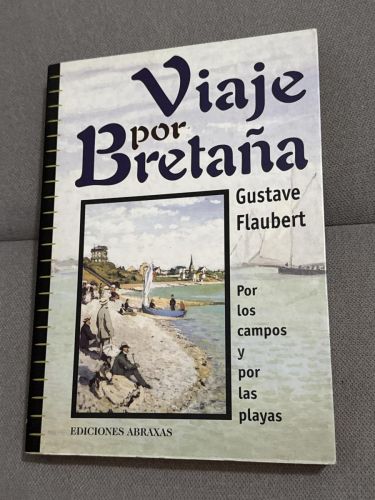 Viaje
por
Bretaña
Gustave
Flaubert
Por
los
campos
y
por
las
playas
EDICIONES ABRAXAS